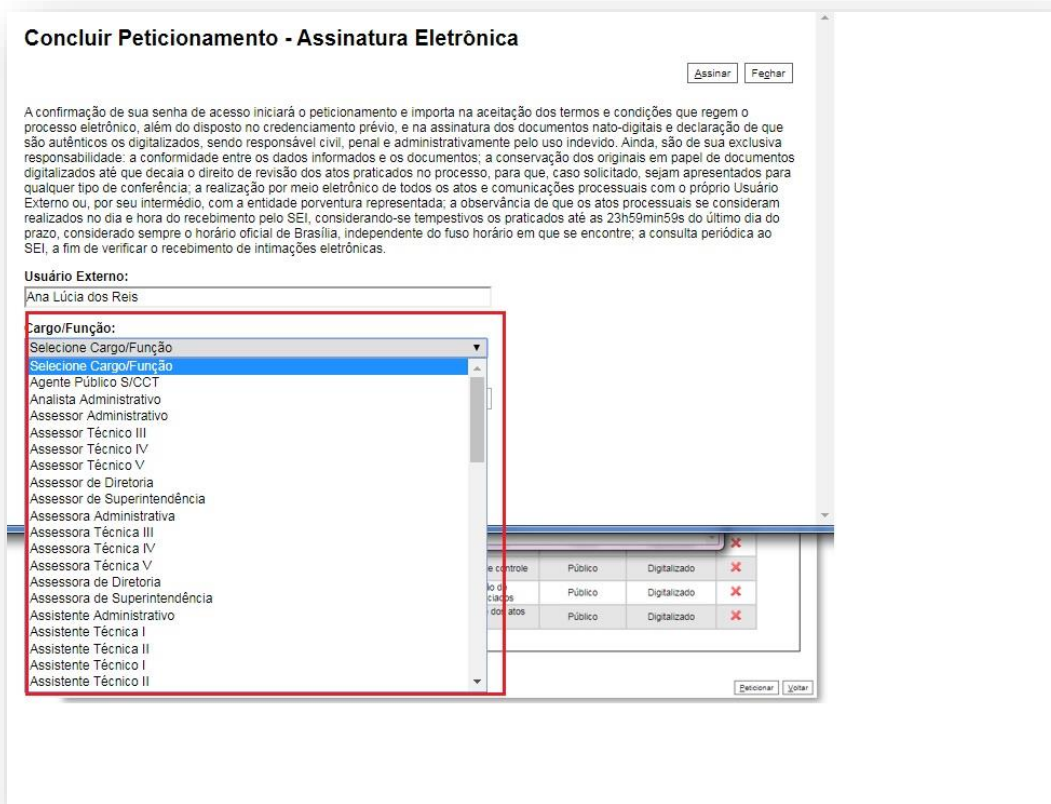 Concluir Peticionamento - Assinatura Eletrônica
Assinar Fechar
A confirmação de sua senha de acesso iniciará o peticionamento e importa na aceitação dos termos e condições que regem o
processo eletrônico, além do disposto no credenciamento prévio, e na assinatura dos documentos nato-digitais e declaração de que
são autênticos os digitalizados, sendo responsável civil, penal e administrativamente pelo uso indevido. Ainda, são de sua exclusiva
responsabilidade: a conformidade entre os dados informados e os documentos; a conservação dos originais em papel de documentos
digitalizados até que decaia o direito de revisão dos atos praticados no processo, para que, caso solicitado, sejam apresentados para
qualquer tipo de conferência; a realização por meio eletrônico de todos os atos e comunicações processuais com o próprio Usuário
Externo ou, por seu intermédio, com a entidade porventura representada; a observância de que os atos processuais se consideram
realizados no dia e hora do recebimento pelo SEI, considerando-se tempestivos os praticados até as 23h59min59s do último dia do
prazo, considerado sempre o horário oficial de Brasília, independente do fuso horário em que se encontre; a consulta periódica ao
SEI, a fim de verificar o recebimento de intimações eletrônicas.
Usuário Externo:
Ana Lúcia dos Reis
Cargo/Função:
Selecione Cargo/Função
Selecione Cargo/Função
Agente Público S/CCT
Analista Administrativo
Assessor Administrativo
Assessor Técnico III
Assessor Técnico IV
Assessor Técnico V
Assessor de Diretoria
Assessor de Superintendência
Assessora Administrativa
Assessora Técnica III
Assessora Técnica IV
Assessora Técnica V
Assessora de Diretoria
Assessora de Superintendência
Assistente Administrativo
Assistente Técnica I
Assistente Técnica II
Assistente Técnico I
Assistente Técnico II
e controle Público Digitalizado
Público Digitalizado
dos atos Público Digitalizado
Peticionar Voltar